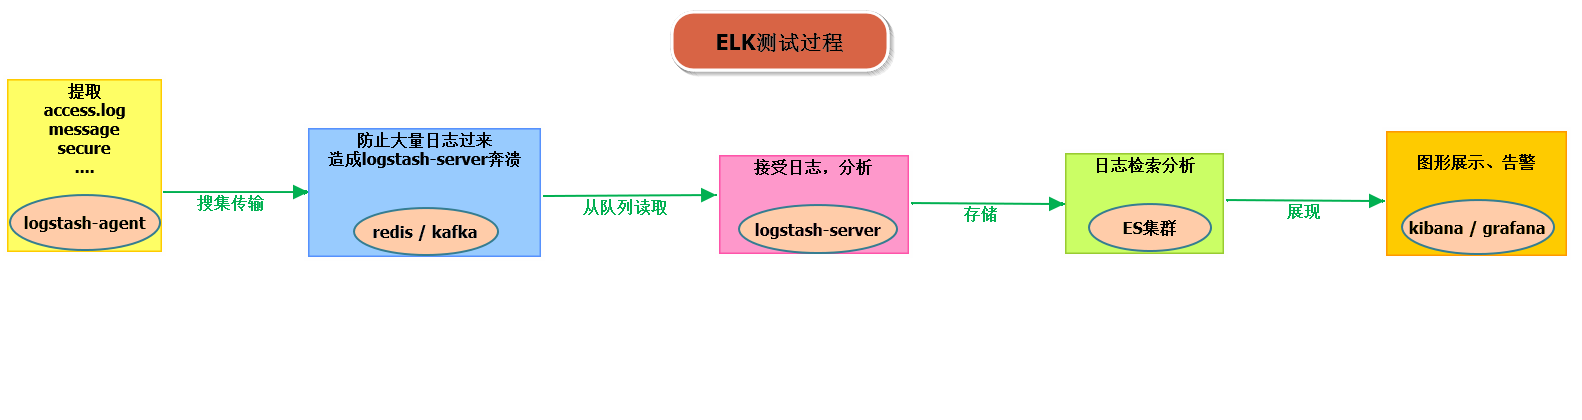 ELK测试过程
提取
access.log
message
secure
....
logstash-agent
搜集传输
防止大量日志过来
造成logstash-server奔溃
redis / kafka
从队列读取
接受日志，分析
logstash-server
存储
日志检索分析
ES集群
展现
图形展示、告警
kibana / grafana